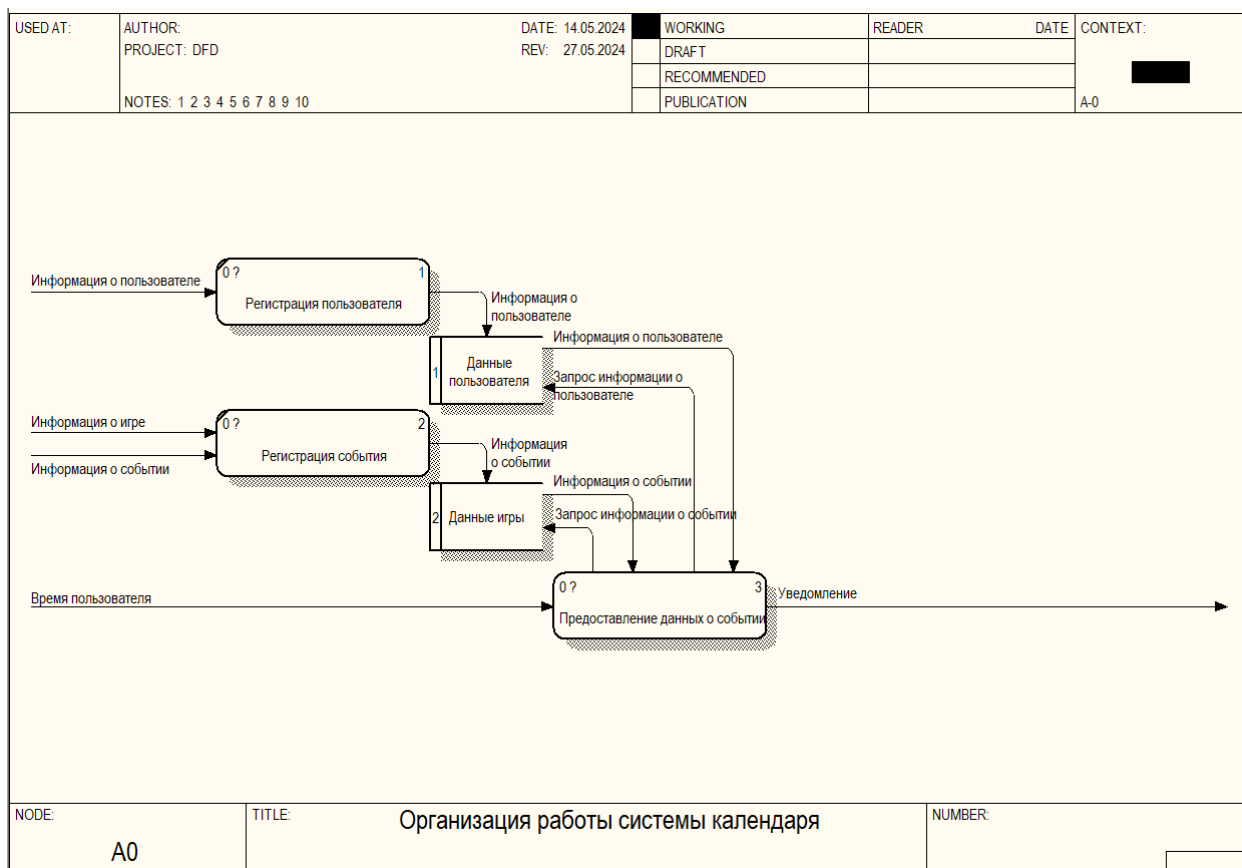 USED AT:
AUTHOR:
DATE: 14.05.2024
WORKING
READER
DATE
CONTEXT:
PROJECT: DFD
REV: 27.05.2024
DRAFT
RECOMMENDED
NOTES: 1 2 3 4 5 6 7 8 9 10
PUBLICATION
A-0
Информация о пользователе
0 ?
1
Регистрация пользователя
Информация о
пользователе
Информация о пользователе
1
Данные
пользователя
Запрос информации о
пользователе
Информация о игре
Информация о событии
0 ?
2
Регистрация события
Информация
о событии
Информация о событии
2
Данные игры
Запрос информации о событии
Время пользователя
0 ?
3
Предоставление данных о событии
Уведомление
NODE:
A0
TITLE:
Организация работы системы календаря
NUMBER: